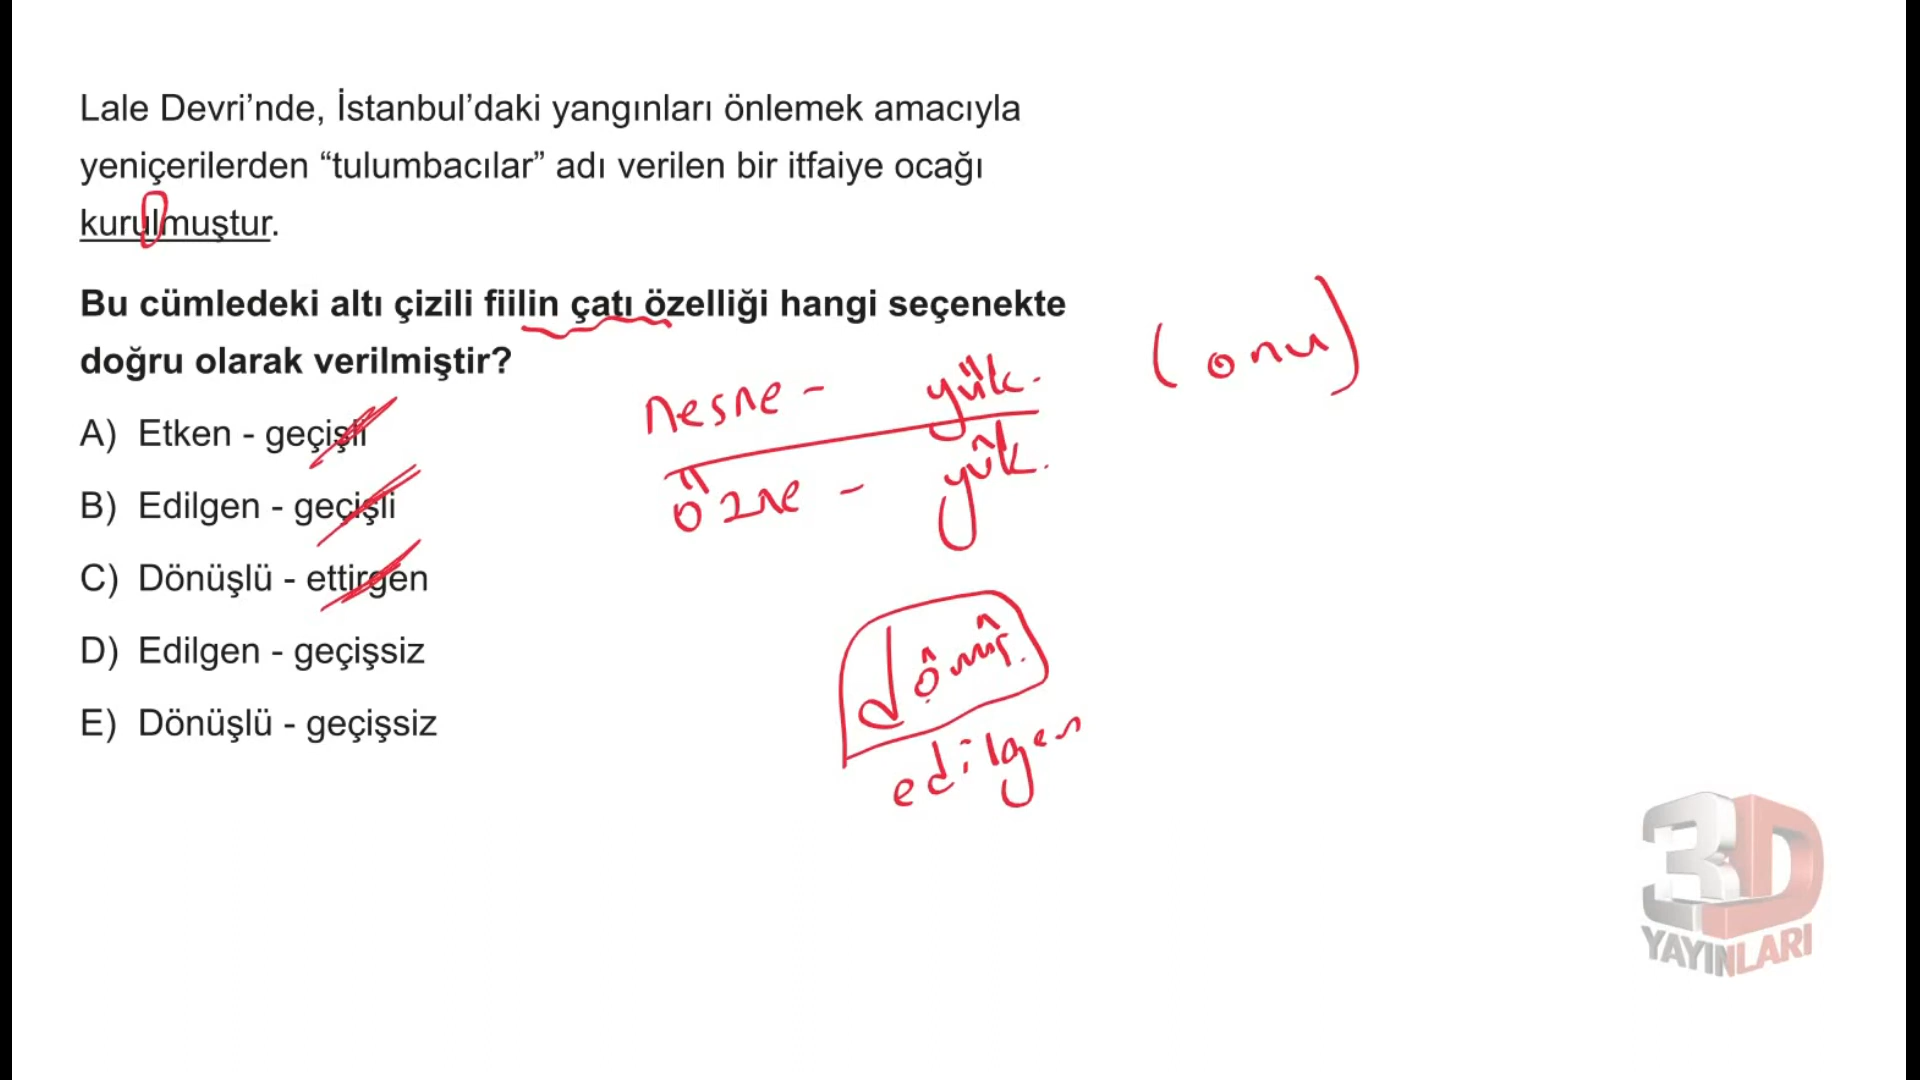 Lale Devri’nde, İstanbul’daki yangınları önlemek amacıyla
yeniçerilerden “tulumbacılar” adı verilen bir itfaiye ocağı
kurulmuştur.
Bu cümledeki altı çizili fiilin çatı özelliği hangi seçenekte
doğru olarak verilmiştir?
A) Etken - geçişli
B) Edilgen - geçişli
C) Dönüşlü - ettirgen
D) Edilgen - geçişsiz
E) Dönüşlü - geçişsiz
nesne - yük.
özne - yük.
(onu)
edilgen
3D
YAYINLARI